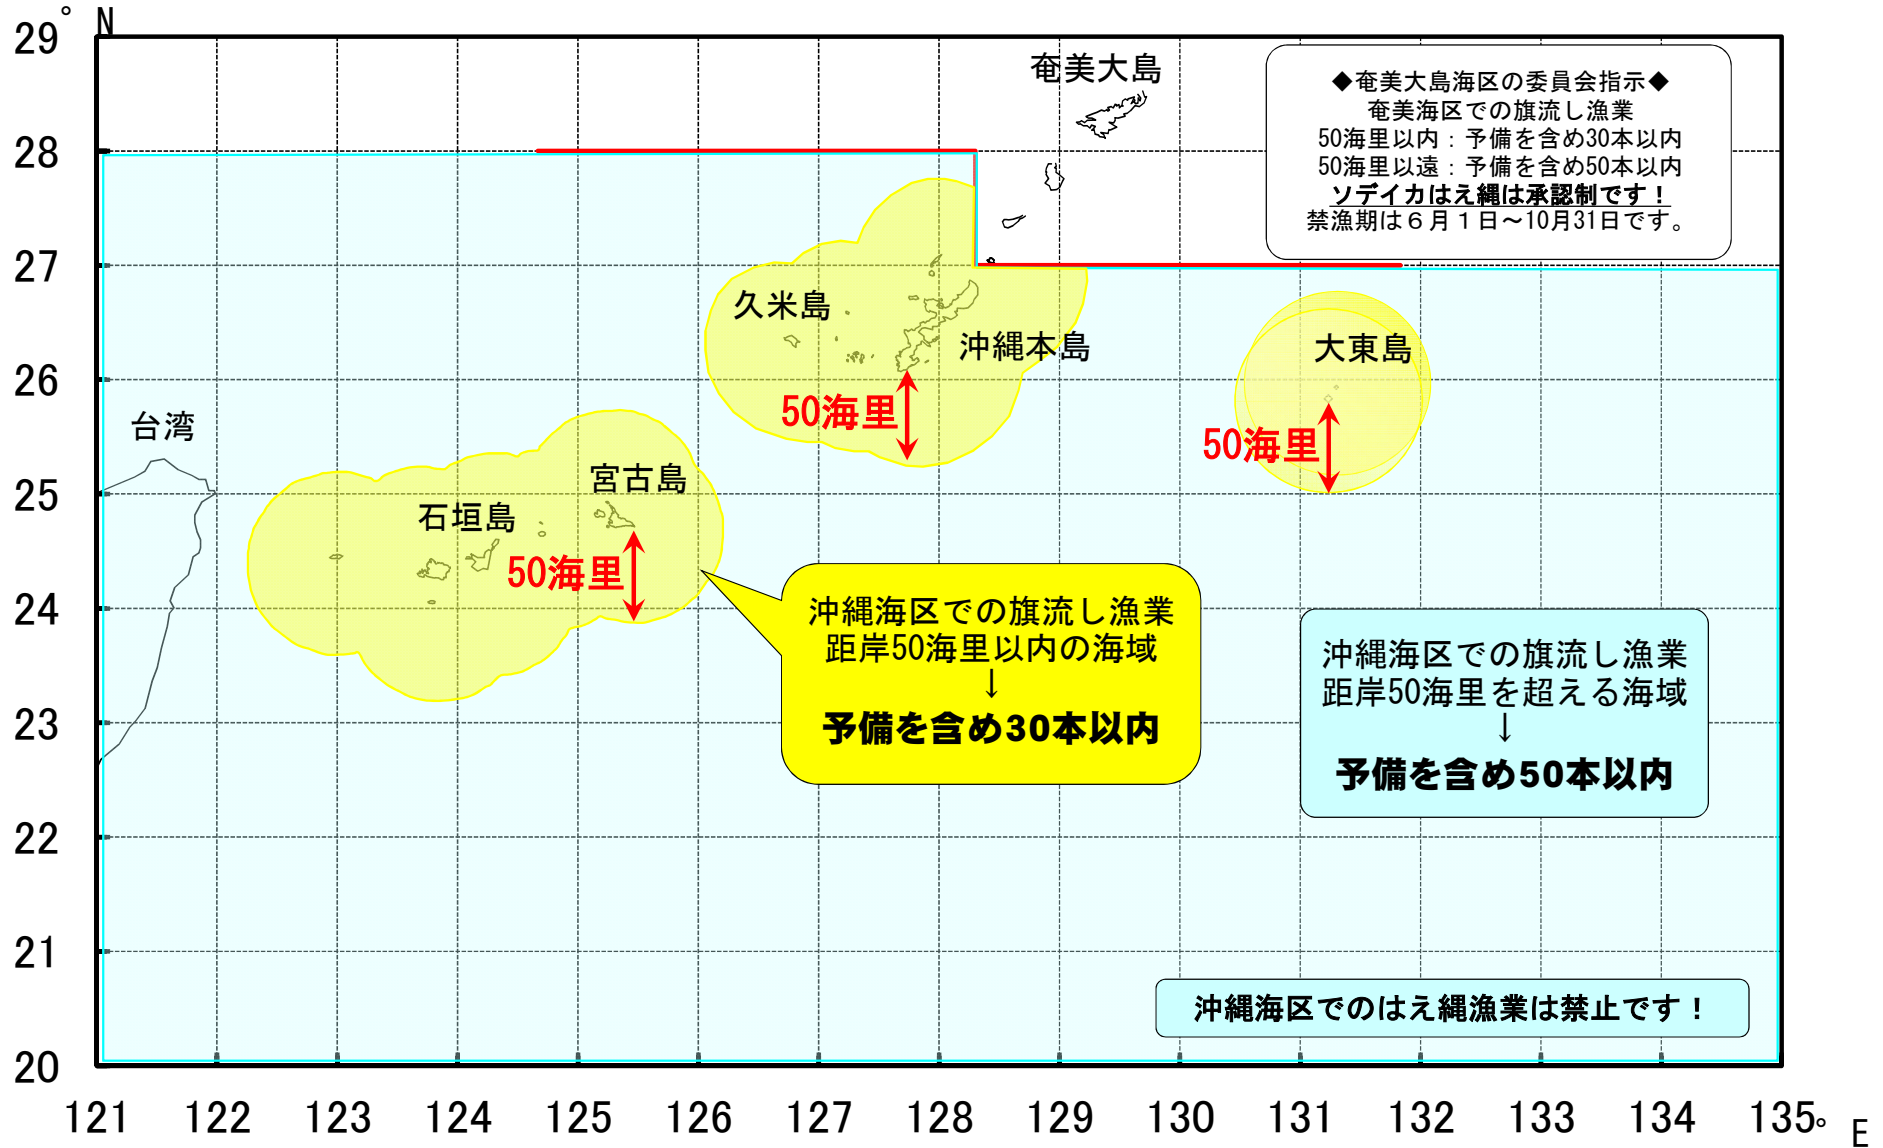 ° N
29
28
27
26
25
24
23
22
21
20
奄美大島
◆奄美大島海区の委員会指示◆
奄美海区での旗流し漁業
50海里以内：予備を含め30本以内
50海里以遠：予備を含め50本以内
ソデイカはえ縄は承認制です！
禁漁期は６月１日～10月31日です。
久米島
沖縄本島
大東島
50海里
50海里
台湾
宮古島
石垣島
50海里
沖縄海区での旗流し漁業
距岸50海里以内の海域
↓
予備を含め30本以内
沖縄海区での旗流し漁業
距岸50海里を超える海域
↓
予備を含め50本以内
沖縄海区でのはえ縄漁業は禁止です！
121 122 123 124 125 126 127 128 129 130 131 132 133 134 135° E